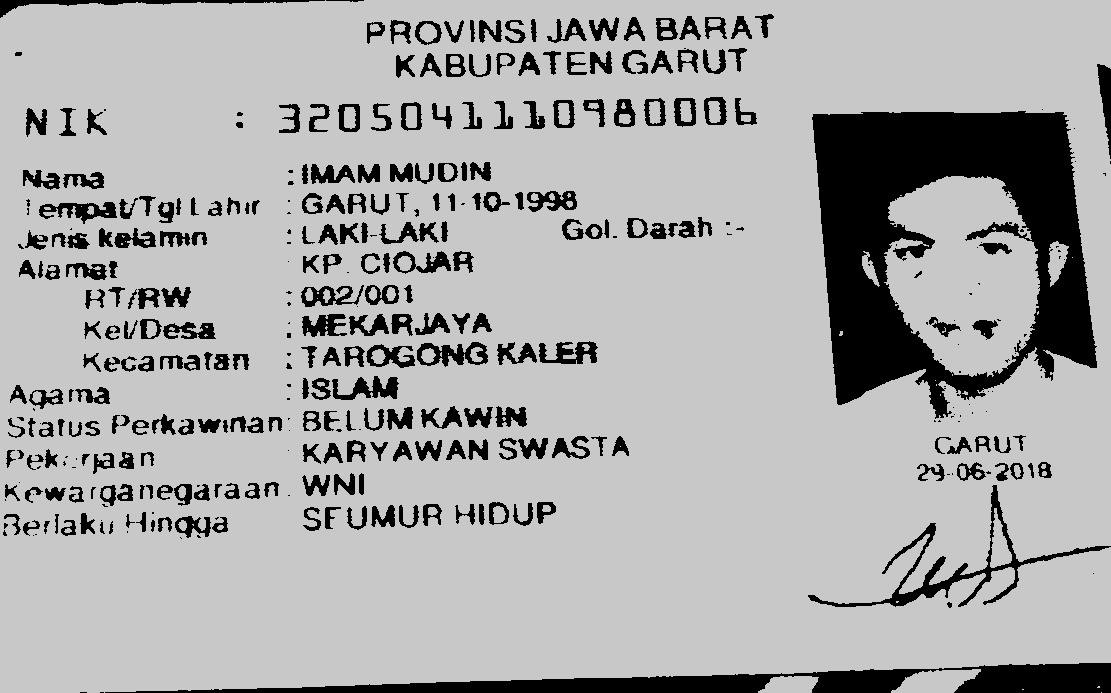 PROVINSI JAWA BARAT
KABUPATEN GARUT
NIK : 3205041110980006
Nama : IMAM MUDIN
Tempat/Tgl Lahir : GARUT, 11-10-1998
Jenis kelamin : LAKI-LAKI Gol. Darah :-
Alamat KP. CIOJAR
RT/RW : 002/001
Kel/Desa : MEKARJAYA
Kecamatan : TAROGONG KALER
Agama : ISLAM
Status Perkawinan: BELUM KAWIN
Pekerjaan KARYAWAN SWASTA
Kewarganegaraan. WNI
Berlaku Hingga SEUMUR HIDUP
GARUT
29-06-2018